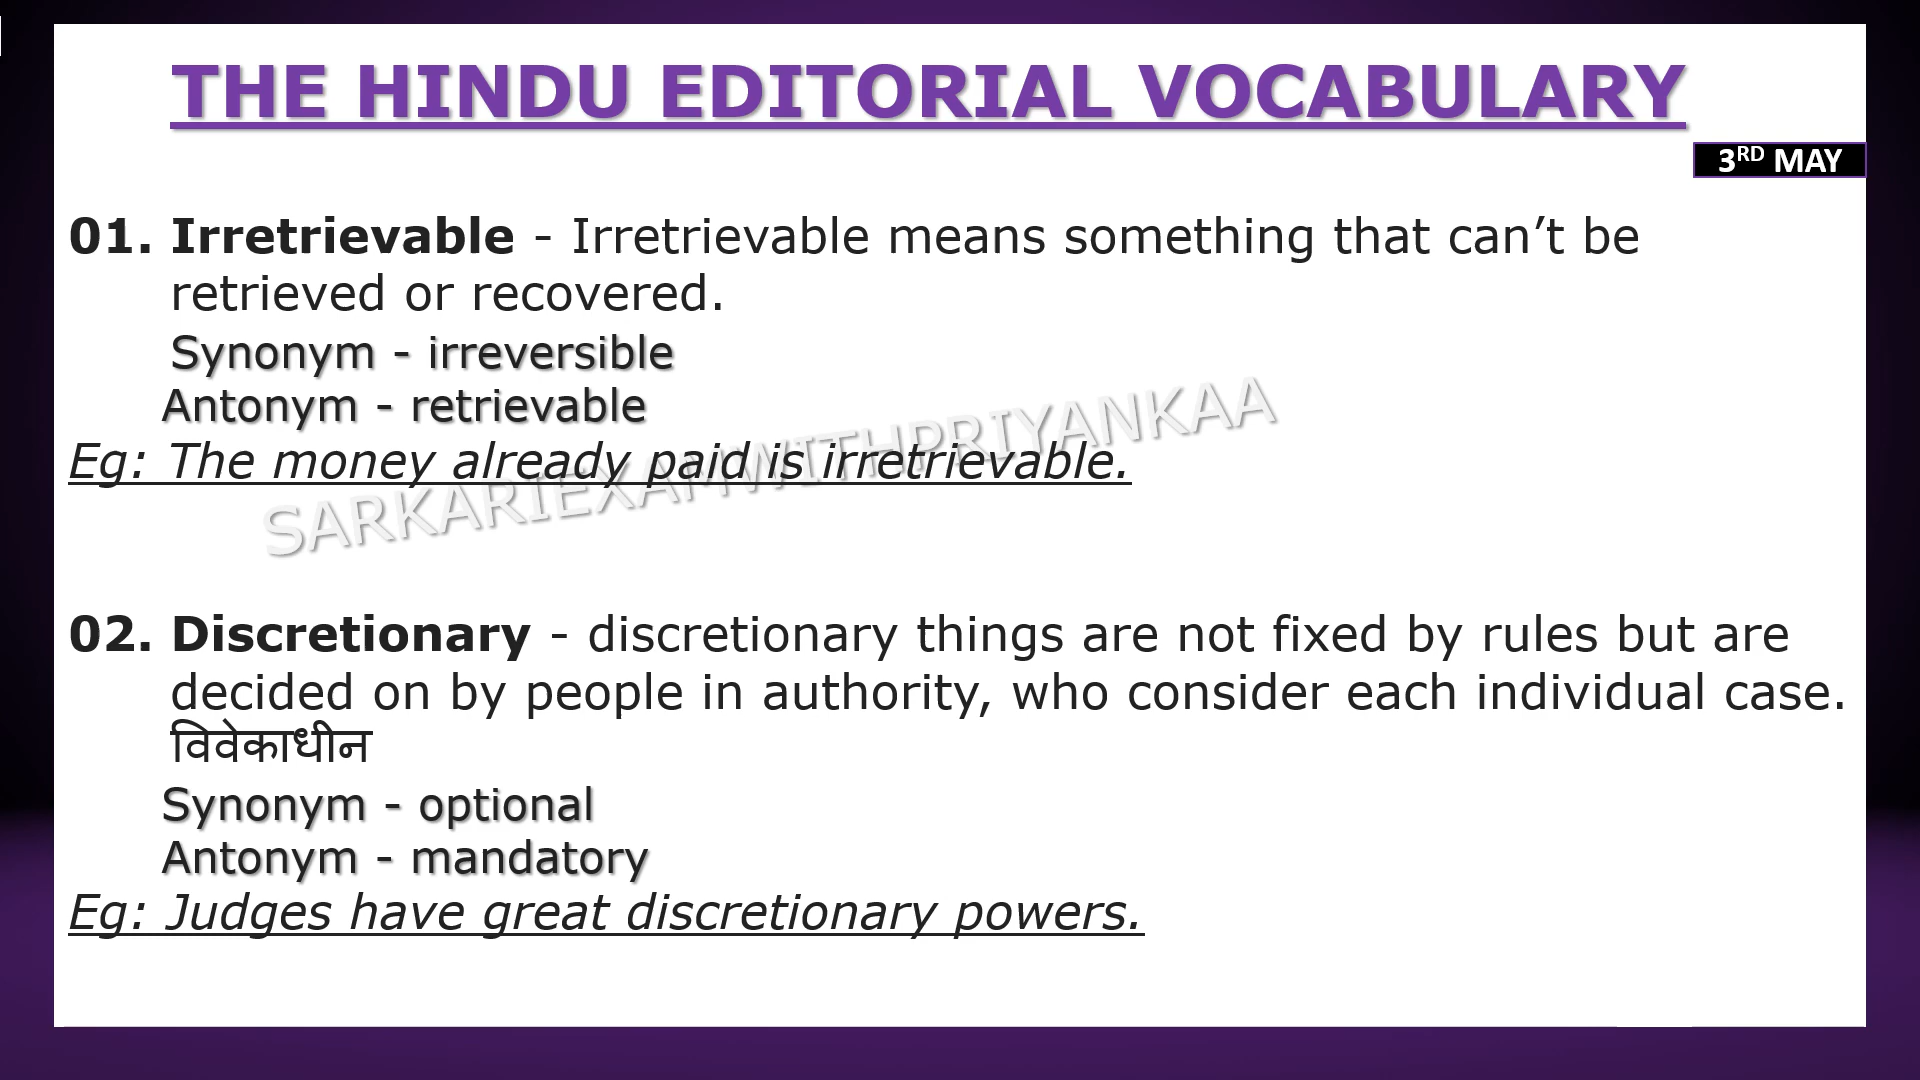 THE HINDU EDITORIAL VOCABULARY
3RD MAY
01. Irretrievable - Irretrievable means something that can’t be
retrieved or recovered.
Synonym - irreversible
Antonym - retrievable
Eg: The money already paid is irretrievable.
SARKARIEXAMWITHPRIYANKAA
02. Discretionary - discretionary things are not fixed by rules but are
decided on by people in authority, who consider each individual case.
विवेकाधीन
Synonym - optional
Antonym - mandatory
Eg: Judges have great discretionary powers.